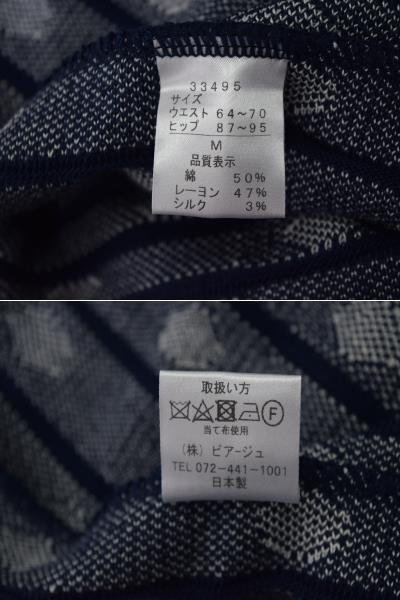 33495
サイズ
ウエスト 64～70
ヒップ 87～95
M
品質表示
綿 50%
レーヨン 47%
シルク 3%
取扱い方
F
当て布使用
(株) ビアージュ
TEL 072-441-1001
日本製